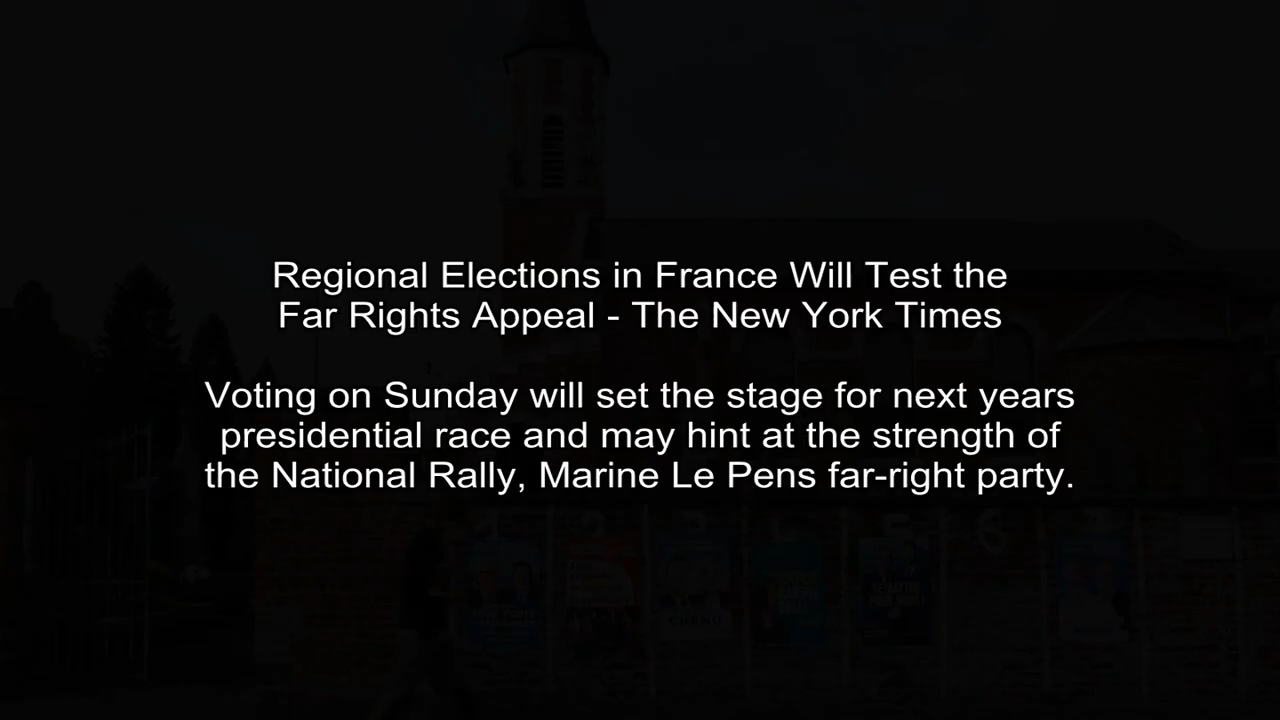 Regional Elections in France Will Test the
Far Rights Appeal - The New York Times
Voting on Sunday will set the stage for next years
presidential race and may hint at the strength of
the National Rally, Marine Le Pens far-right party.